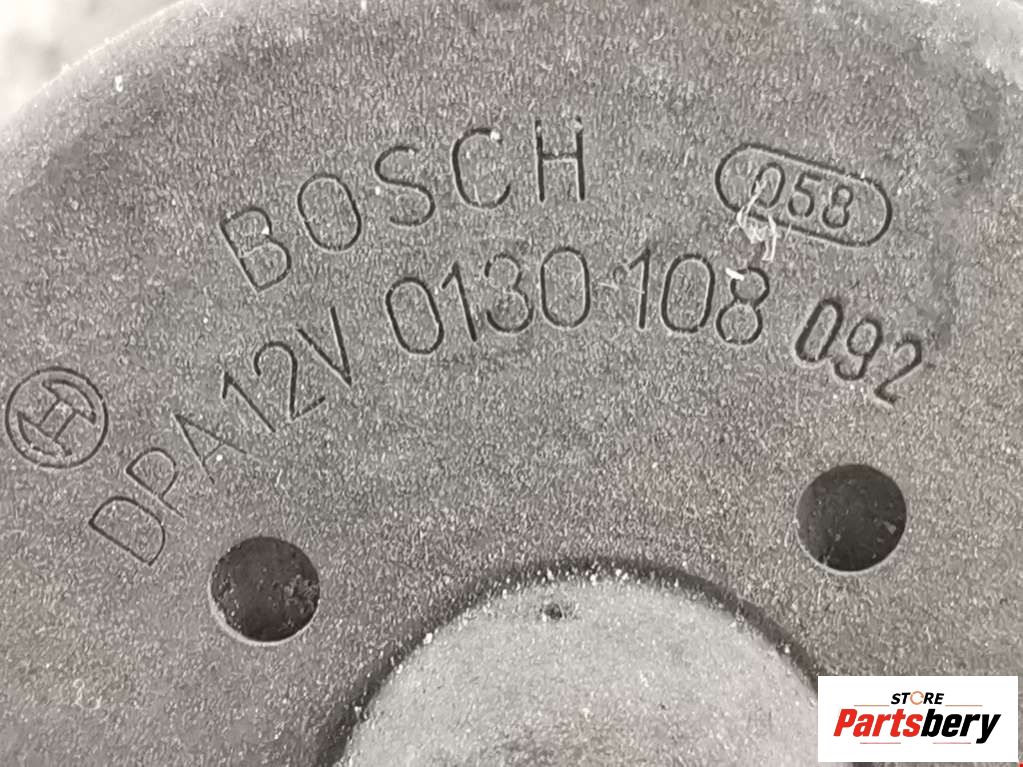 BOSCH
058
DPA 12V 0130 108 092
STORE
Partsbery